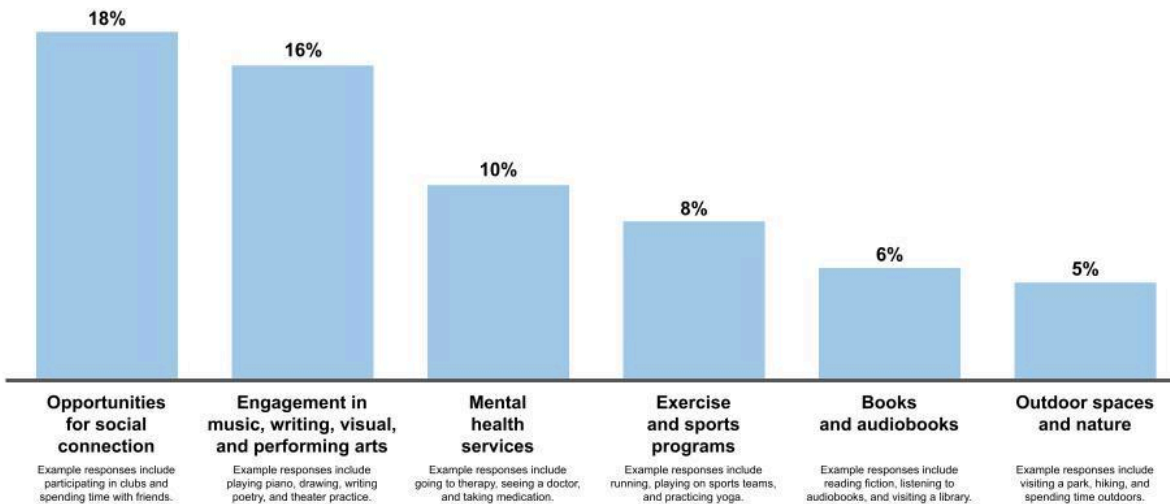 18%
16%
10%
8%
6%
5%
Opportunities
for social
connection
Example responses include
participating in clubs and
spending time with friends.
Engagement in
music, writing, visual,
and performing arts
Example responses include
playing piano, drawing, writing
poetry, and theater practice.
Mental
health
services
Example responses include
going to therapy, seeing a doctor,
and taking medication.
Exercise
and sports
programs
Example responses include
running, playing on sports teams,
and practicing yoga.
Books
and audiobooks
Example responses include
reading fiction, listening to
audiobooks, and visiting a library.
Outdoor spaces
and nature
Example responses include
visiting a park, hiking, and
spending time outdoors.